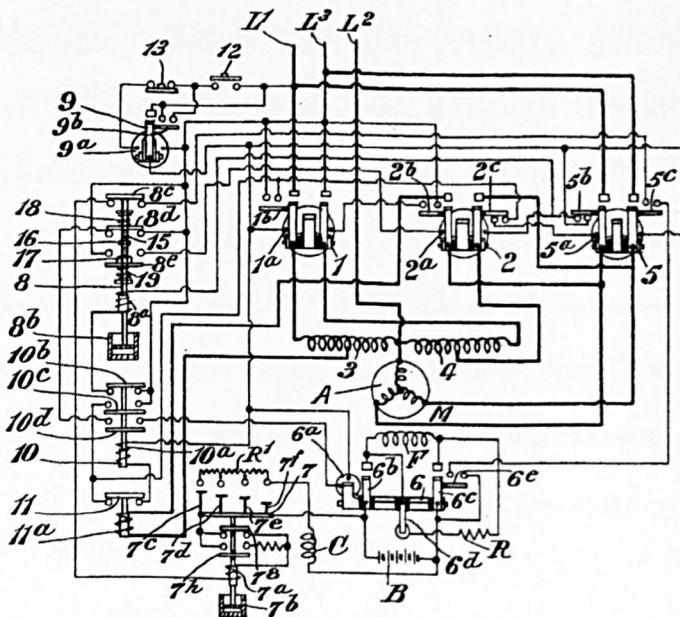 L¹ L³ L²
13 12
9
9ᵇ
9ᵃ
8ᶜ
18 8ᵈ
16 15
17 8ᵉ
19
8 8ᵃ
8ᵇ
10ᵇ
10ᶜ
10ᵈ
10ᵃ
10
11
11ᵃ
1ᵇ 1ᵃ 1
2ᵇ 2ᶜ 2ᵃ 2
5ᵇ 5ᶜ 5ᵃ 5
3 4
A M
R¹ 6ᵃ F
6ᵇ 6 6ᶜ 6ᵉ
7ᶠ 7
7ᶜ 7ᵈ 7ᵉ
C B 6ᵈ R
7ʰ 7ᵍ 7ᵃ
7ᵇ